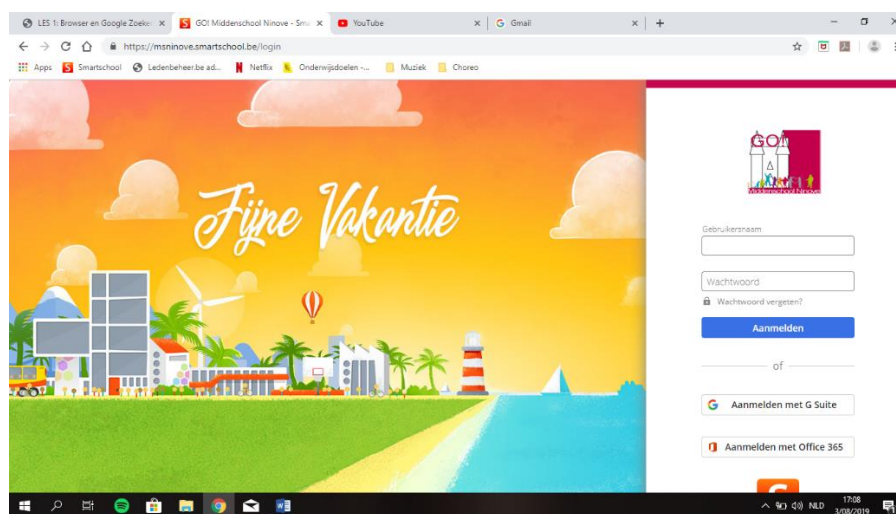 LES 1: Browser en Google Zoeker
GO! Middenschool Ninove - Sma
YouTube
Gmail
https://msninove.smartschool.be/login
Apps
Smartschool
Ledenbeheer.be ad...
Netflix
Onderwijsdoelen -...
Muziek
Choreo
GO!
Middenschool Ninove
Fijne Vakantie
Gebruikersnaam
Wachtwoord
Wachtwoord vergeten?
Aanmelden
of
Aanmelden met G Suite
Aanmelden met Office 365
NLD
17:08
3/08/2019